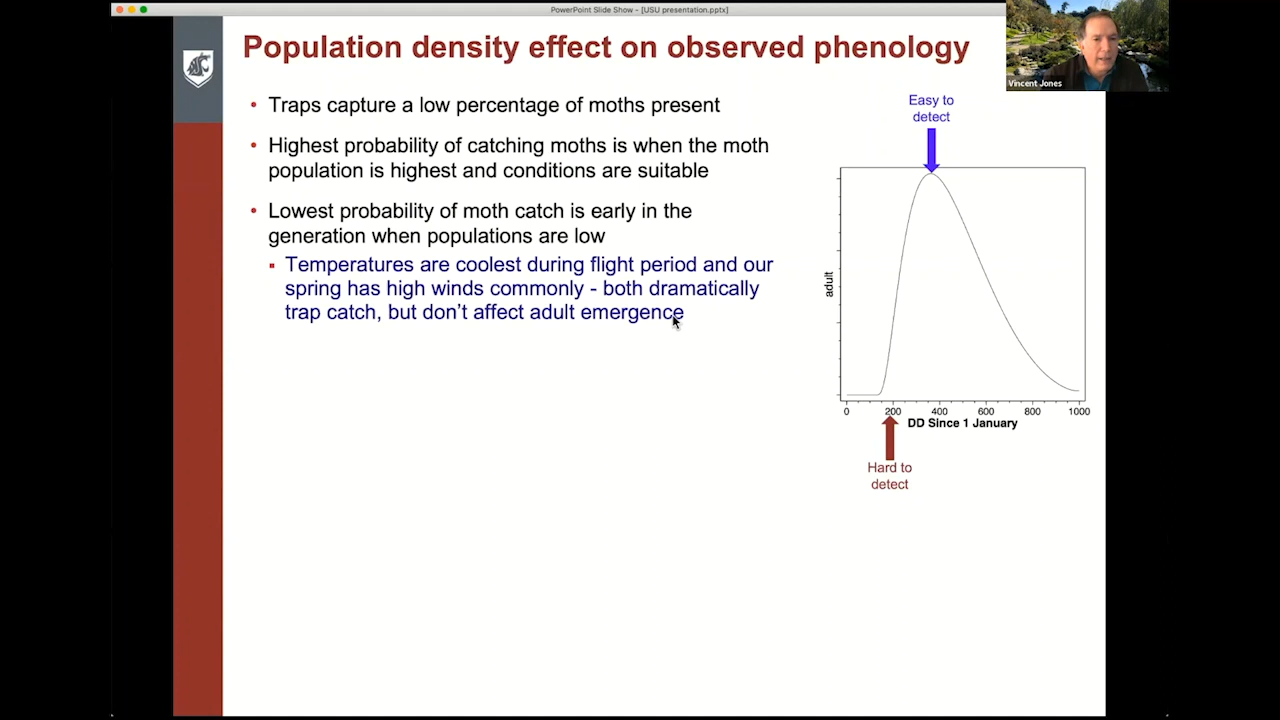 PowerPoint Slide Show - [USU presentation.pptx]
Population density effect on observed phenology
Vincent Jones
• Traps capture a low percentage of moths present
• Highest probability of catching moths is when the moth
population is highest and conditions are suitable
• Lowest probability of moth catch is early in the
generation when populations are low
▪ Temperatures are coolest during flight period and our
spring has high winds commonly - both dramatically
trap catch, but don't affect adult emergence
Easy to
detect
adult
0 200 400 600 800 1000
DD Since 1 January
Hard to
detect